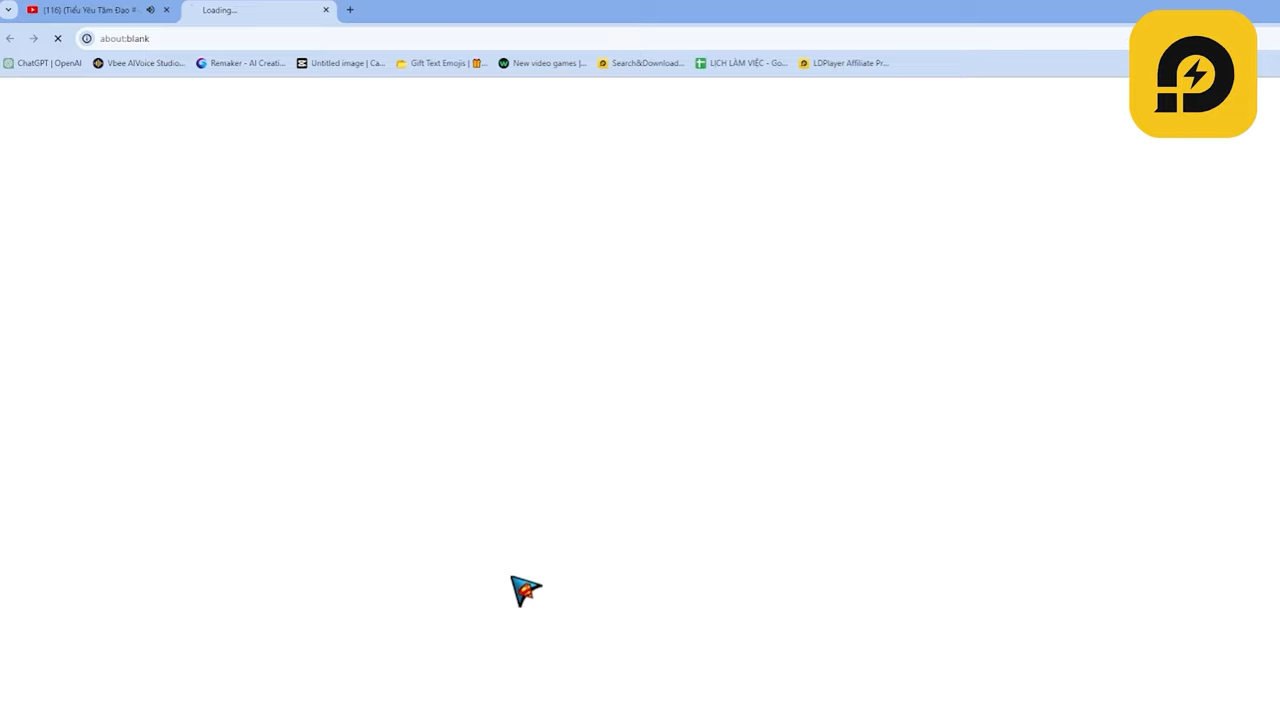 (116) (Tiểu Yêu Tầm Đạo #
Loading...
about:blank
ChatGPT | OpenAI
Vbee AIVoice Studio...
Remaker - AI Creati...
Untitled image | Ca...
Gift Text Emojis | 🎁...
New video games |...
Search&Download...
LỊCH LÀM VIỆC - Go...
LDPlayer Affiliate Pr...